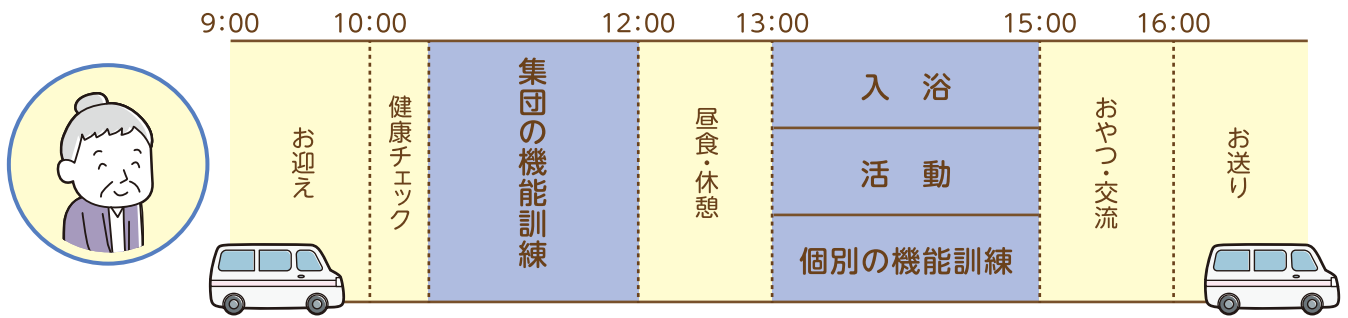 9:00
10:00
12:00
13:00
15:00
16:00
お迎え
健康チェック
集団の機能訓練
昼食・休憩
入　浴
活　動
個別の機能訓練
おやつ・交流
お送り